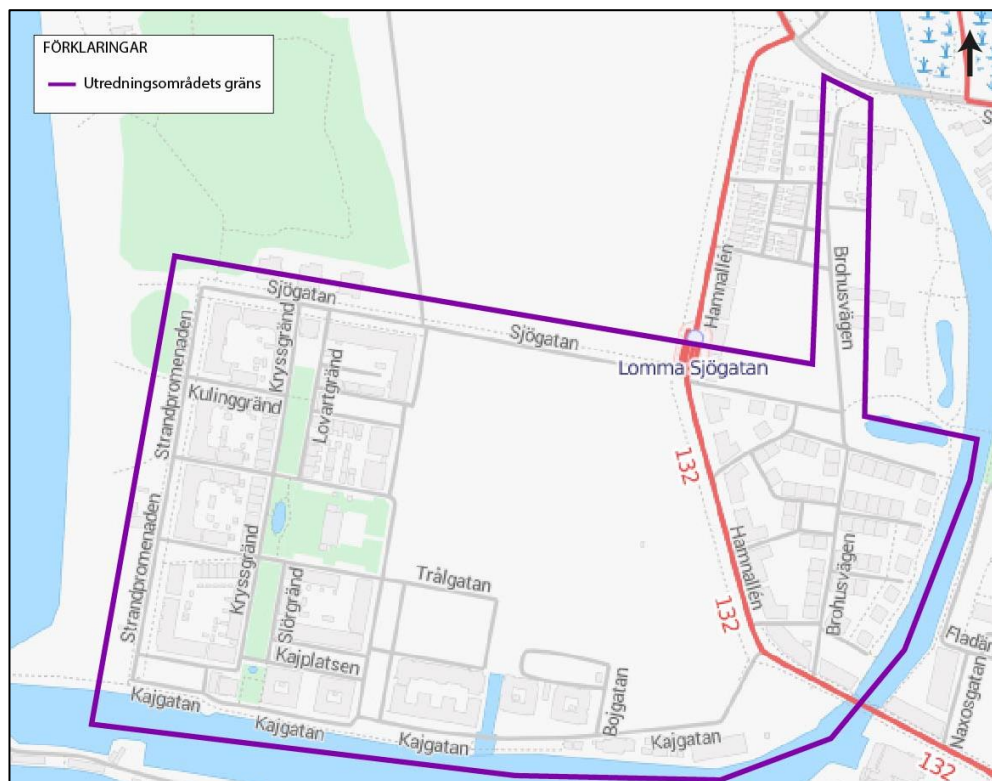 FÖRKLARINGAR
Utredningsområdets gräns
S
Hamnallén
Brohusvägen
Sjögatan
Sjögatan
Lomma Sjögatan
Strandpromenaden
Kryssgränd
Lovartgränd
Kulinggränd
132
Strandpromenaden
Kryssgränd
Slörgränd
Trålgatan
Hamnallén
132
Brohusvägen
Kajplatsen
Fladän
Naxosgatan
Bojgatan
Kajgatan
Kajgatan
Kajgatan
Kajgatan
132